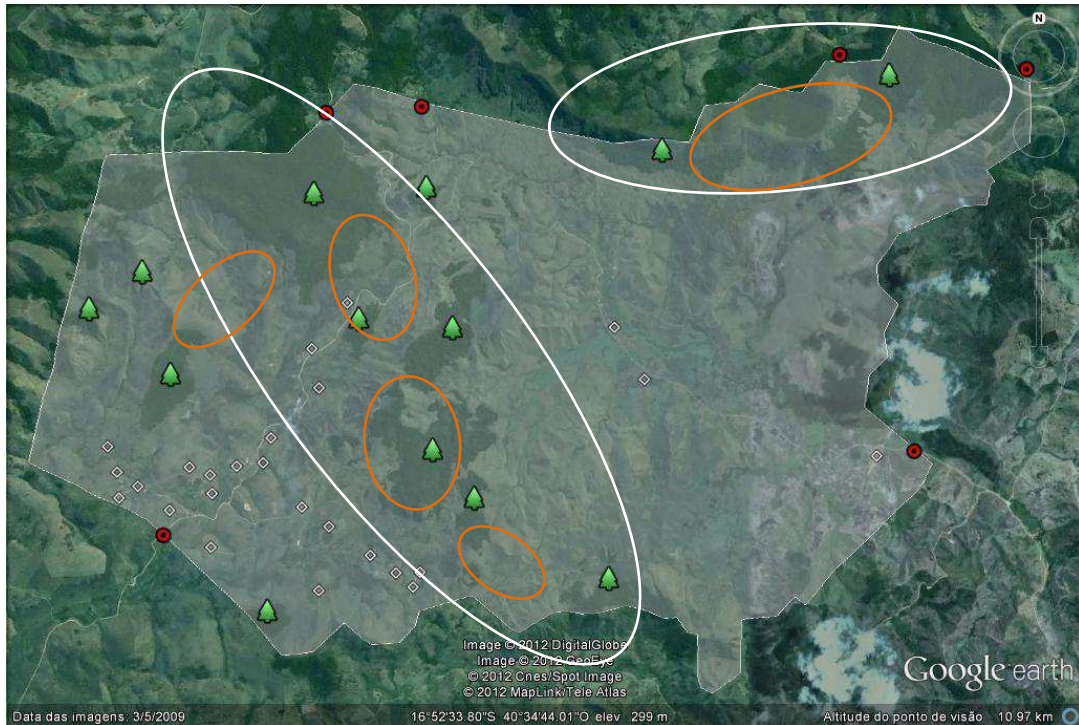 N
Image © 2012 DigitalGlobe
Image © 2012 GeoEye
© 2012 Cnes/Spot Image
© 2012 MapLink/Tele Atlas
Google earth
Data das imagens: 3/5/2009
16°52'33.80"S 40°34'44.01"O elev 299 m
Altitude do ponto de visão 10.97 km